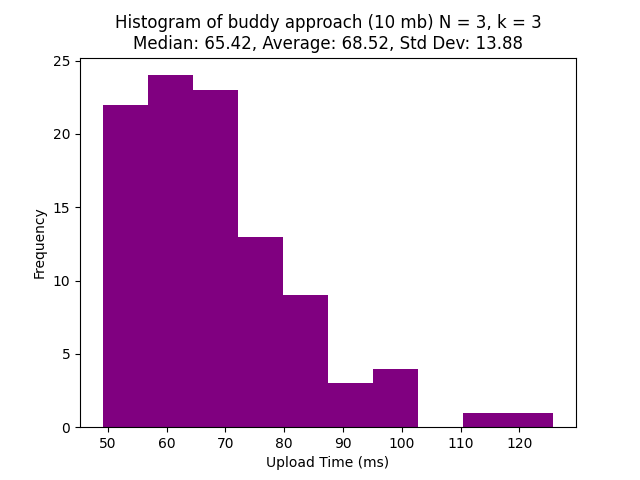 Histogram of buddy approach (10 mb) N = 3, k = 3
Median: 65.42, Average: 68.52, Std Dev: 13.88
25
20
15
10
5
0
Frequency
50 60 70 80 90 100 110 120
Upload Time (ms)